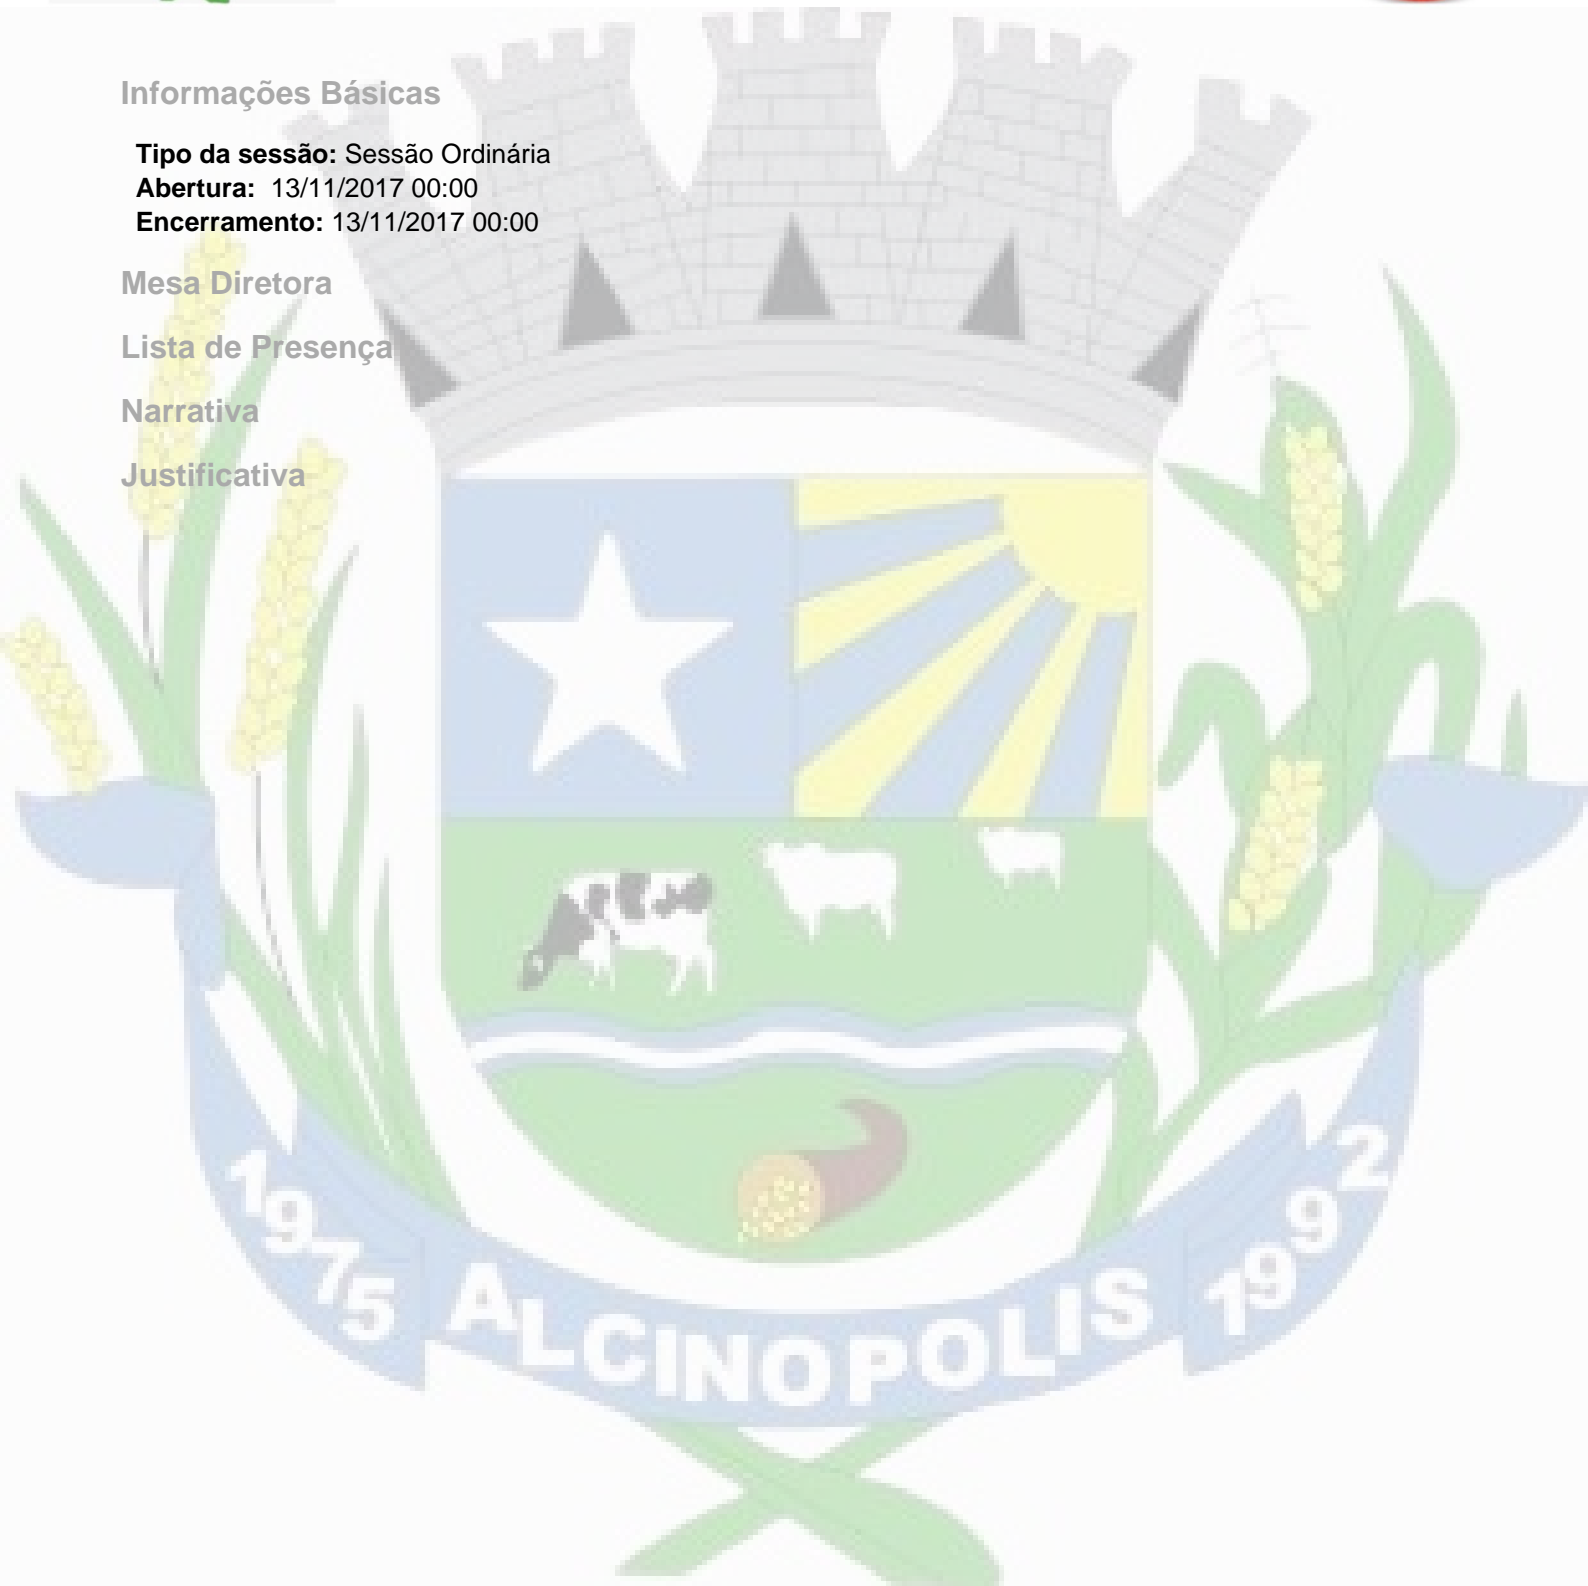 Informações Básicas
Tipo da sessão: Sessão Ordinária
Abertura: 13/11/2017 00:00
Encerramento: 13/11/2017 00:00
Mesa Diretora
Lista de Presença
Narrativa
Justificativa
1975 ALCINOPOLIS 1992